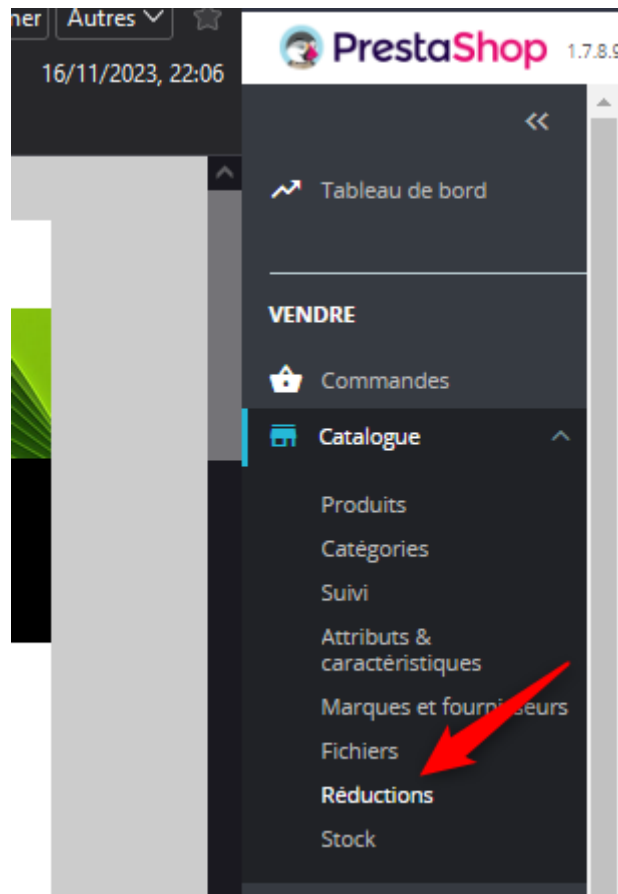 Autres
16/11/2023, 22:06
PrestaShop 1.7.8.9
Tableau de bord
VENDRE
Commandes
Catalogue
Produits
Catégories
Suivi
Attributs &
caractéristiques
Marques et fournisseurs
Fichiers
Réductions
Stock